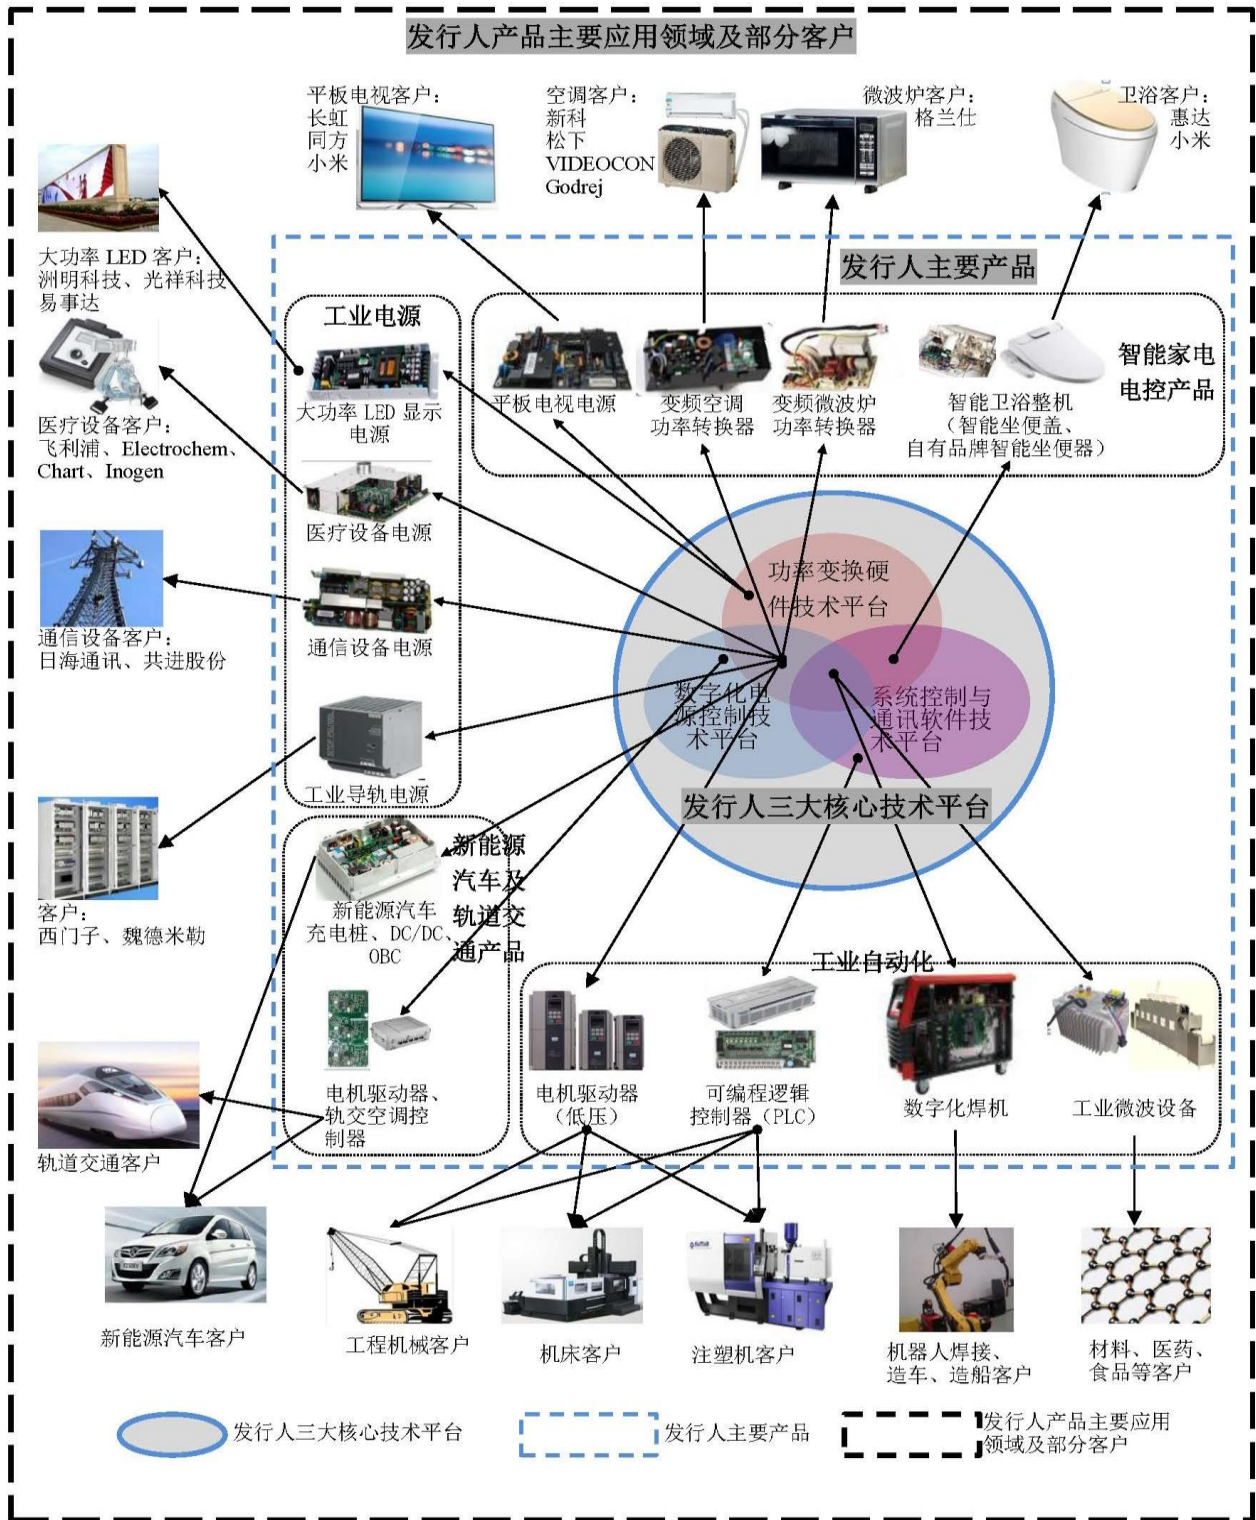 发行人产品主要应用领域及部分客户
平板电视客户：
长虹
同方
小米
空调客户：
新科
松下
VIDEOCON
Godrej
微波炉客户：
格兰仕
卫浴客户：
惠达
小米
大功率 LED 客户：
洲明科技、光祥科技
易事达
医疗设备客户：
飞利浦、Electrochem、
Chart、Inogen
通信设备客户：
日海通讯、共进股份
客户：
西门子、魏德米勒
轨道交通客户
发行人主要产品
工业电源
大功率 LED 显示
电源
医疗设备电源
通信设备电源
工业导轨电源
平板电视电源
变频空调
功率转换器
变频微波炉
功率转换器
智能卫浴整机
（智能坐便盖、
自有品牌智能坐便器）
智能家电
电控产品
功率变换硬
件技术平台
数字化电
源控制技
术平台
系统控制与
通讯软件技
术平台
发行人三大核心技术平台
新能源
汽车及
轨道交
通产品
新能源汽车
充电桩、DC/DC、
OBC
电机驱动器、
轨交空调控
制器
工业自动化
电机驱动器
（低压）
可编程逻辑
控制器（PLC）
数字化焊机
工业微波设备
新能源汽车客户
工程机械客户
机床客户
注塑机客户
机器人焊接、
造车、造船客户
材料、医药、
食品等客户
发行人三大核心技术平台
发行人主要产品
发行人产品主要应用
领域及部分客户